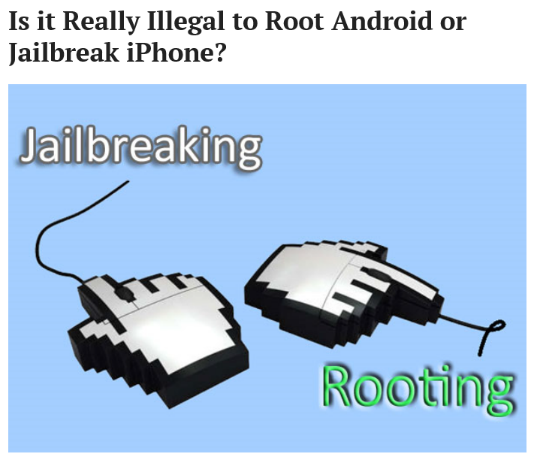 Is it Really Illegal to Root Android or
Jailbreak iPhone?
Jailbreaking
Rooting